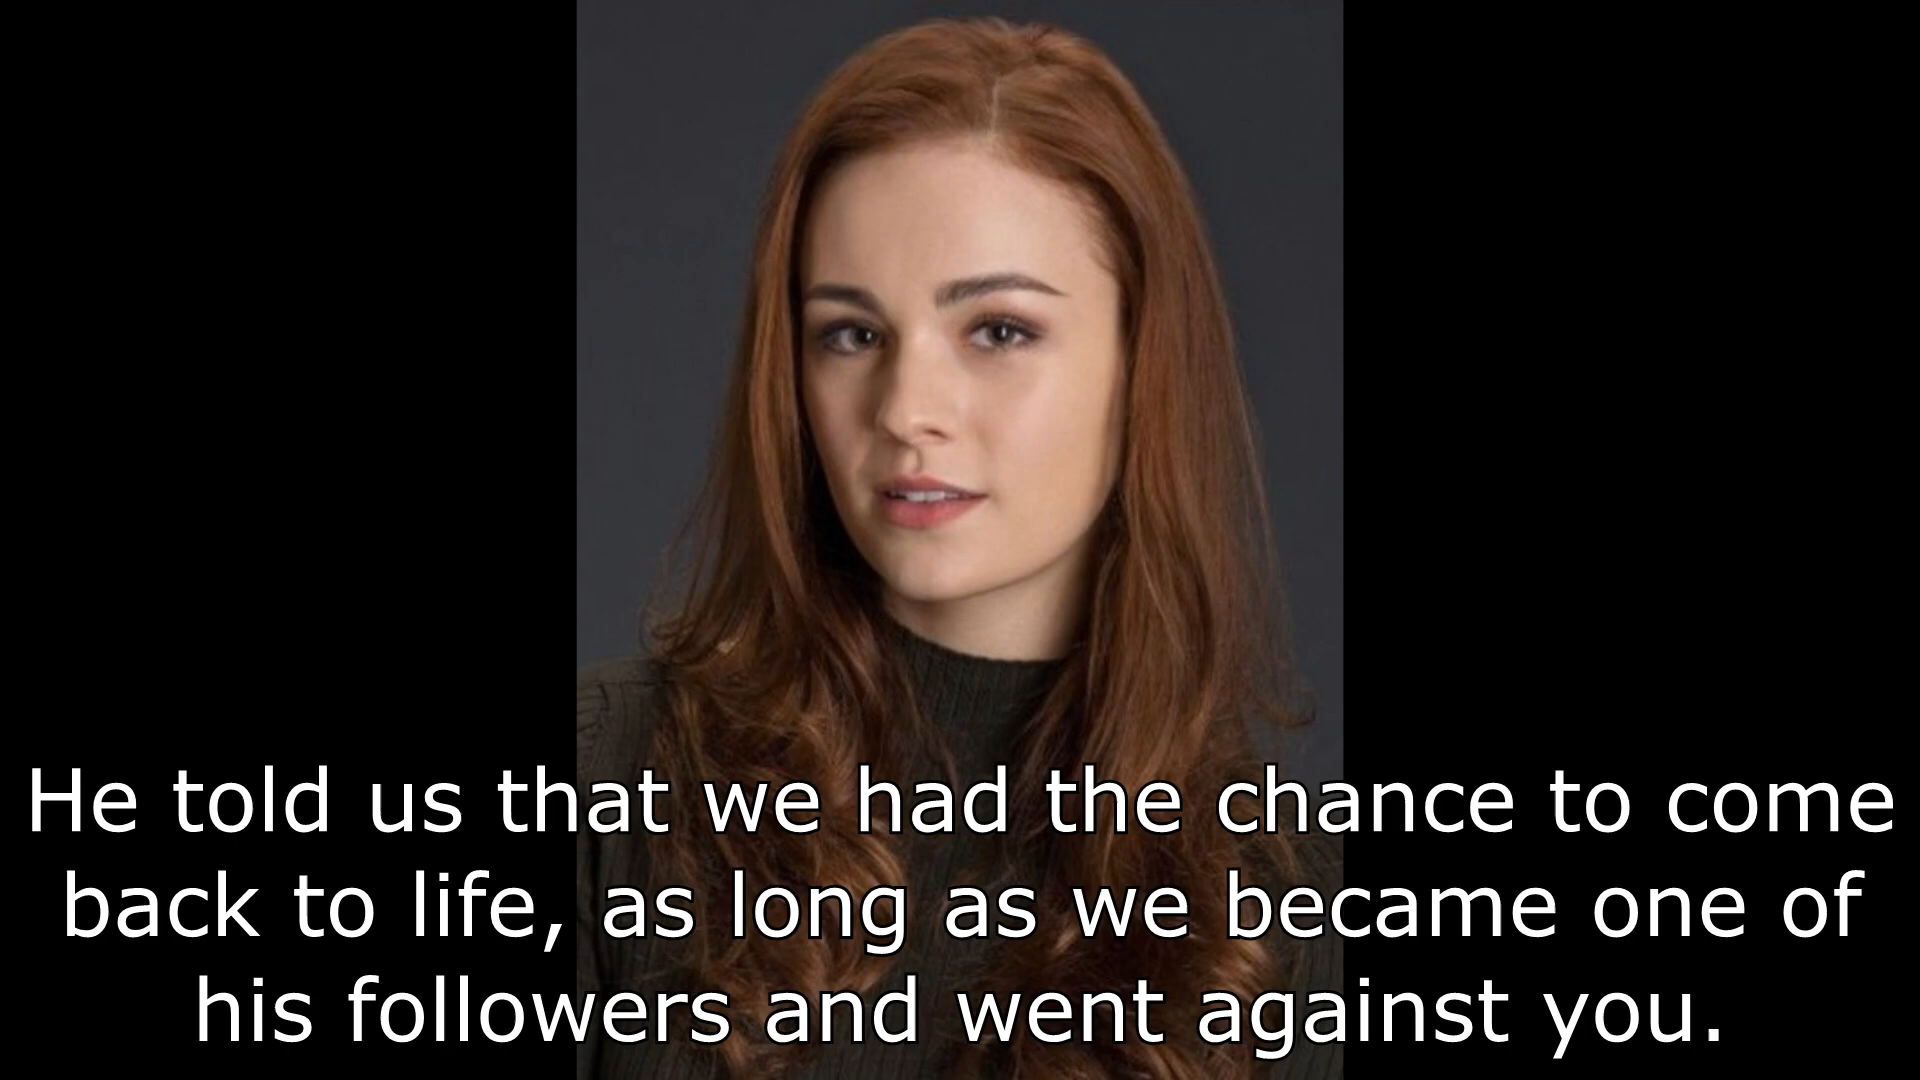 He told us that we had the chance to come
back to life, as long as we became one of
his followers and went against you.